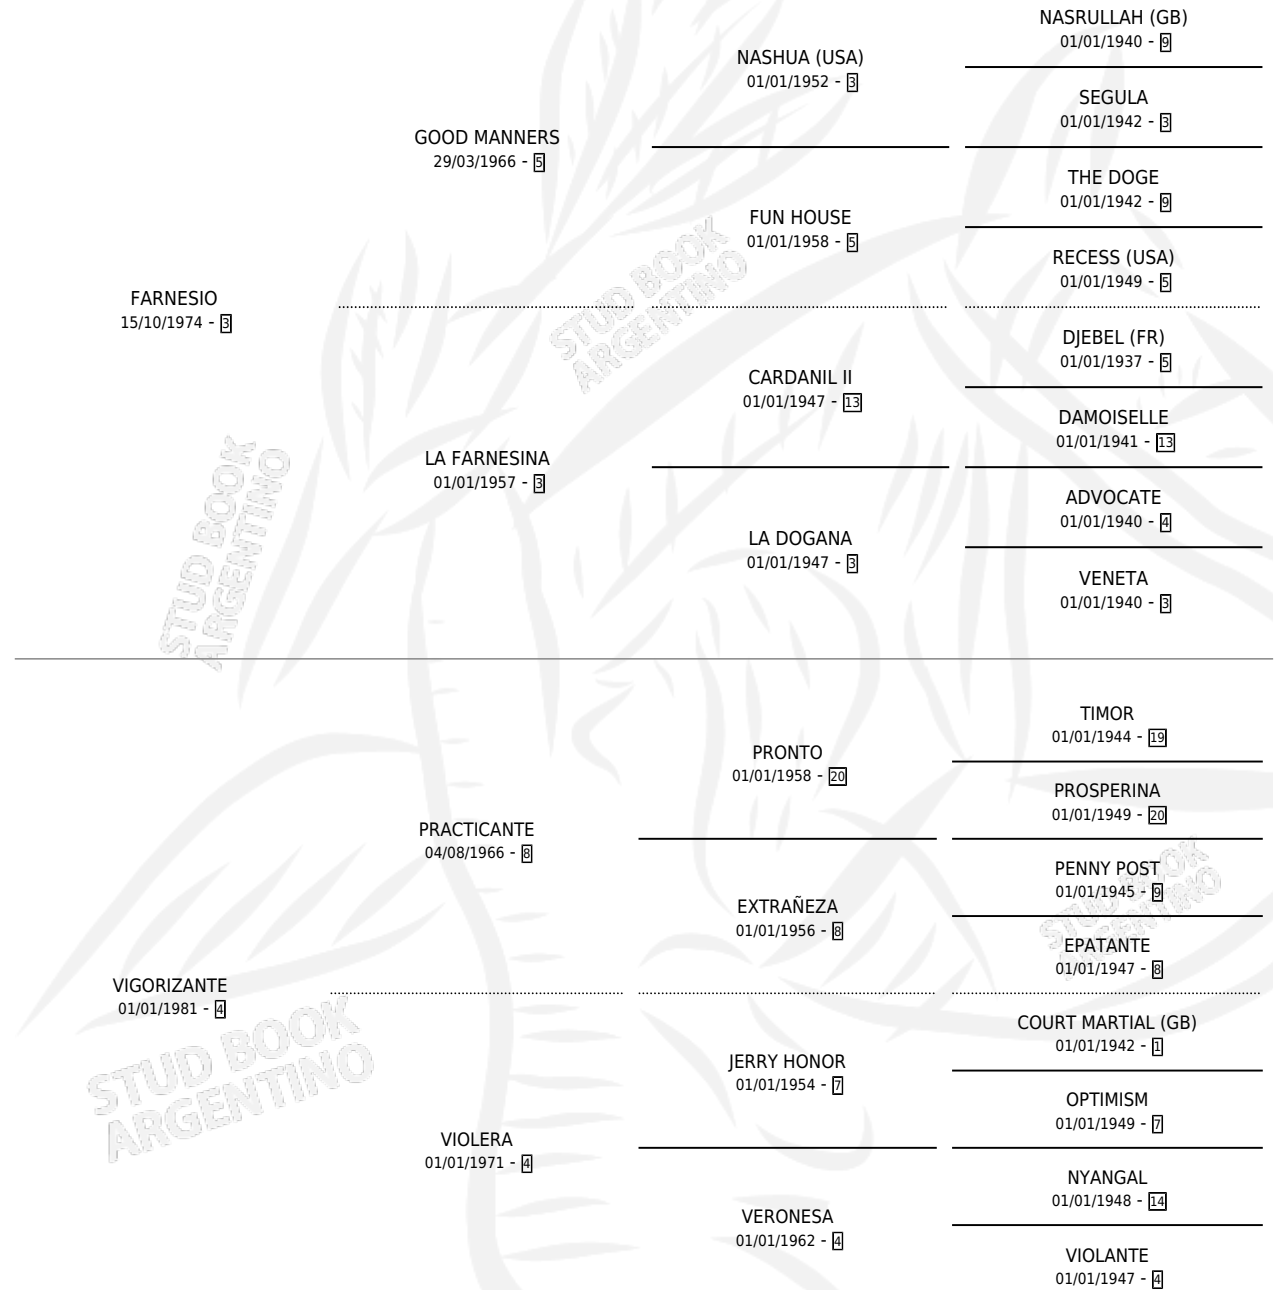 NASRULLAH (GB)
01/01/1940 - 9
NASHUA (USA)
01/01/1952 - 3
SEGULA
01/01/1942 - 3
GOOD MANNERS
29/03/1966 - 5
THE DOGE
01/01/1942 - 9
FUN HOUSE
01/01/1958 - 5
RECESS (USA)
01/01/1949 - 5
FARNESIO
15/10/1974 - 3
DJEBEL (FR)
01/01/1937 - 5
CARDANIL II
01/01/1947 - 13
DAMOISELLE
01/01/1941 - 13
LA FARNESINA
01/01/1957 - 3
ADVOCATE
01/01/1940 - 4
LA DOGANA
01/01/1947 - 3
VENETA
01/01/1940 - 3
STUD BOOK
ARGENTINO
STUD BOOK
ARGENTINO
TIMOR
01/01/1944 - 19
PRONTO
01/01/1958 - 20
PROSPERINA
01/01/1949 - 20
PRACTICANTE
04/08/1966 - 8
PENNY POST
01/01/1945 - 9
EXTRAÑEZA
01/01/1956 - 8
EPATANTE
01/01/1947 - 8
STUD BOOK
ARGENTINO
VIGORIZANTE
01/01/1981 - 4
COURT MARTIAL (GB)
01/01/1942 - 1
JERRY HONOR
01/01/1954 - 7
OPTIMISM
01/01/1949 - 7
VIOLERA
01/01/1971 - 4
NYANGAL
01/01/1948 - 14
VERONESA
01/01/1962 - 4
VIOLANTE
01/01/1947 - 4
STUD BOOK
ARGENTINO